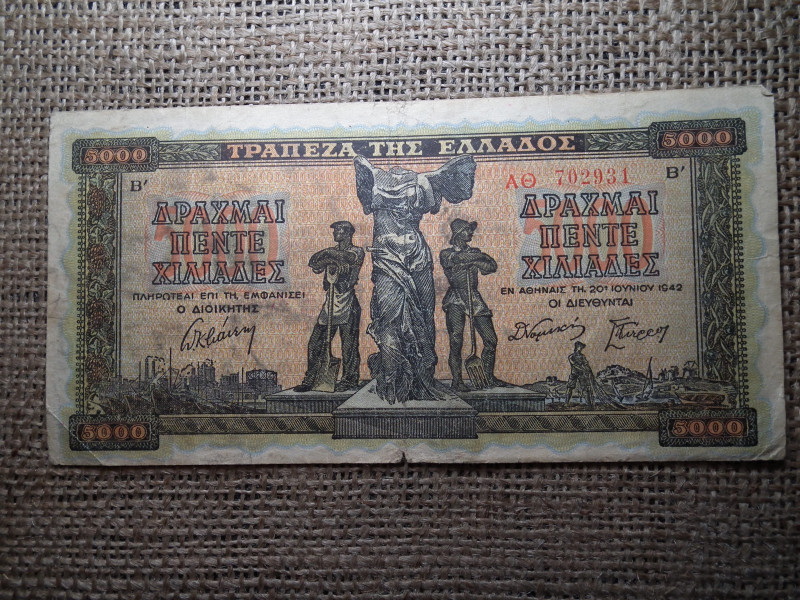 5000 ΤΡΑΠΕΖΑ ΤΗΣ ΕΛΛΑΔΟΣ 5000
Β′ ΑΘ 702931 Β′
ΔΡΑΧΜΑΙ
ΠΕΝΤΕ
ΧΙΛΙΑΔΕΣ
ΠΛΗΡΩΤΕΑΙ ΕΠΙ ΤΗ ΕΜΦΑΝΙΣΕΙ
Ο ΔΙΟΙΚΗΤΗΣ
ΔΡΑΧΜΑΙ
ΠΕΝΤΕ
ΧΙΛΙΑΔΕΣ
ΕΝ ΑΘΗΝΑΙΣ ΤΗ, 20ῃ ΙΟΥΝΙΟΥ 1942
ΟΙ ΔΙΕΥΘΥΝΤΑΙ
5000 5000